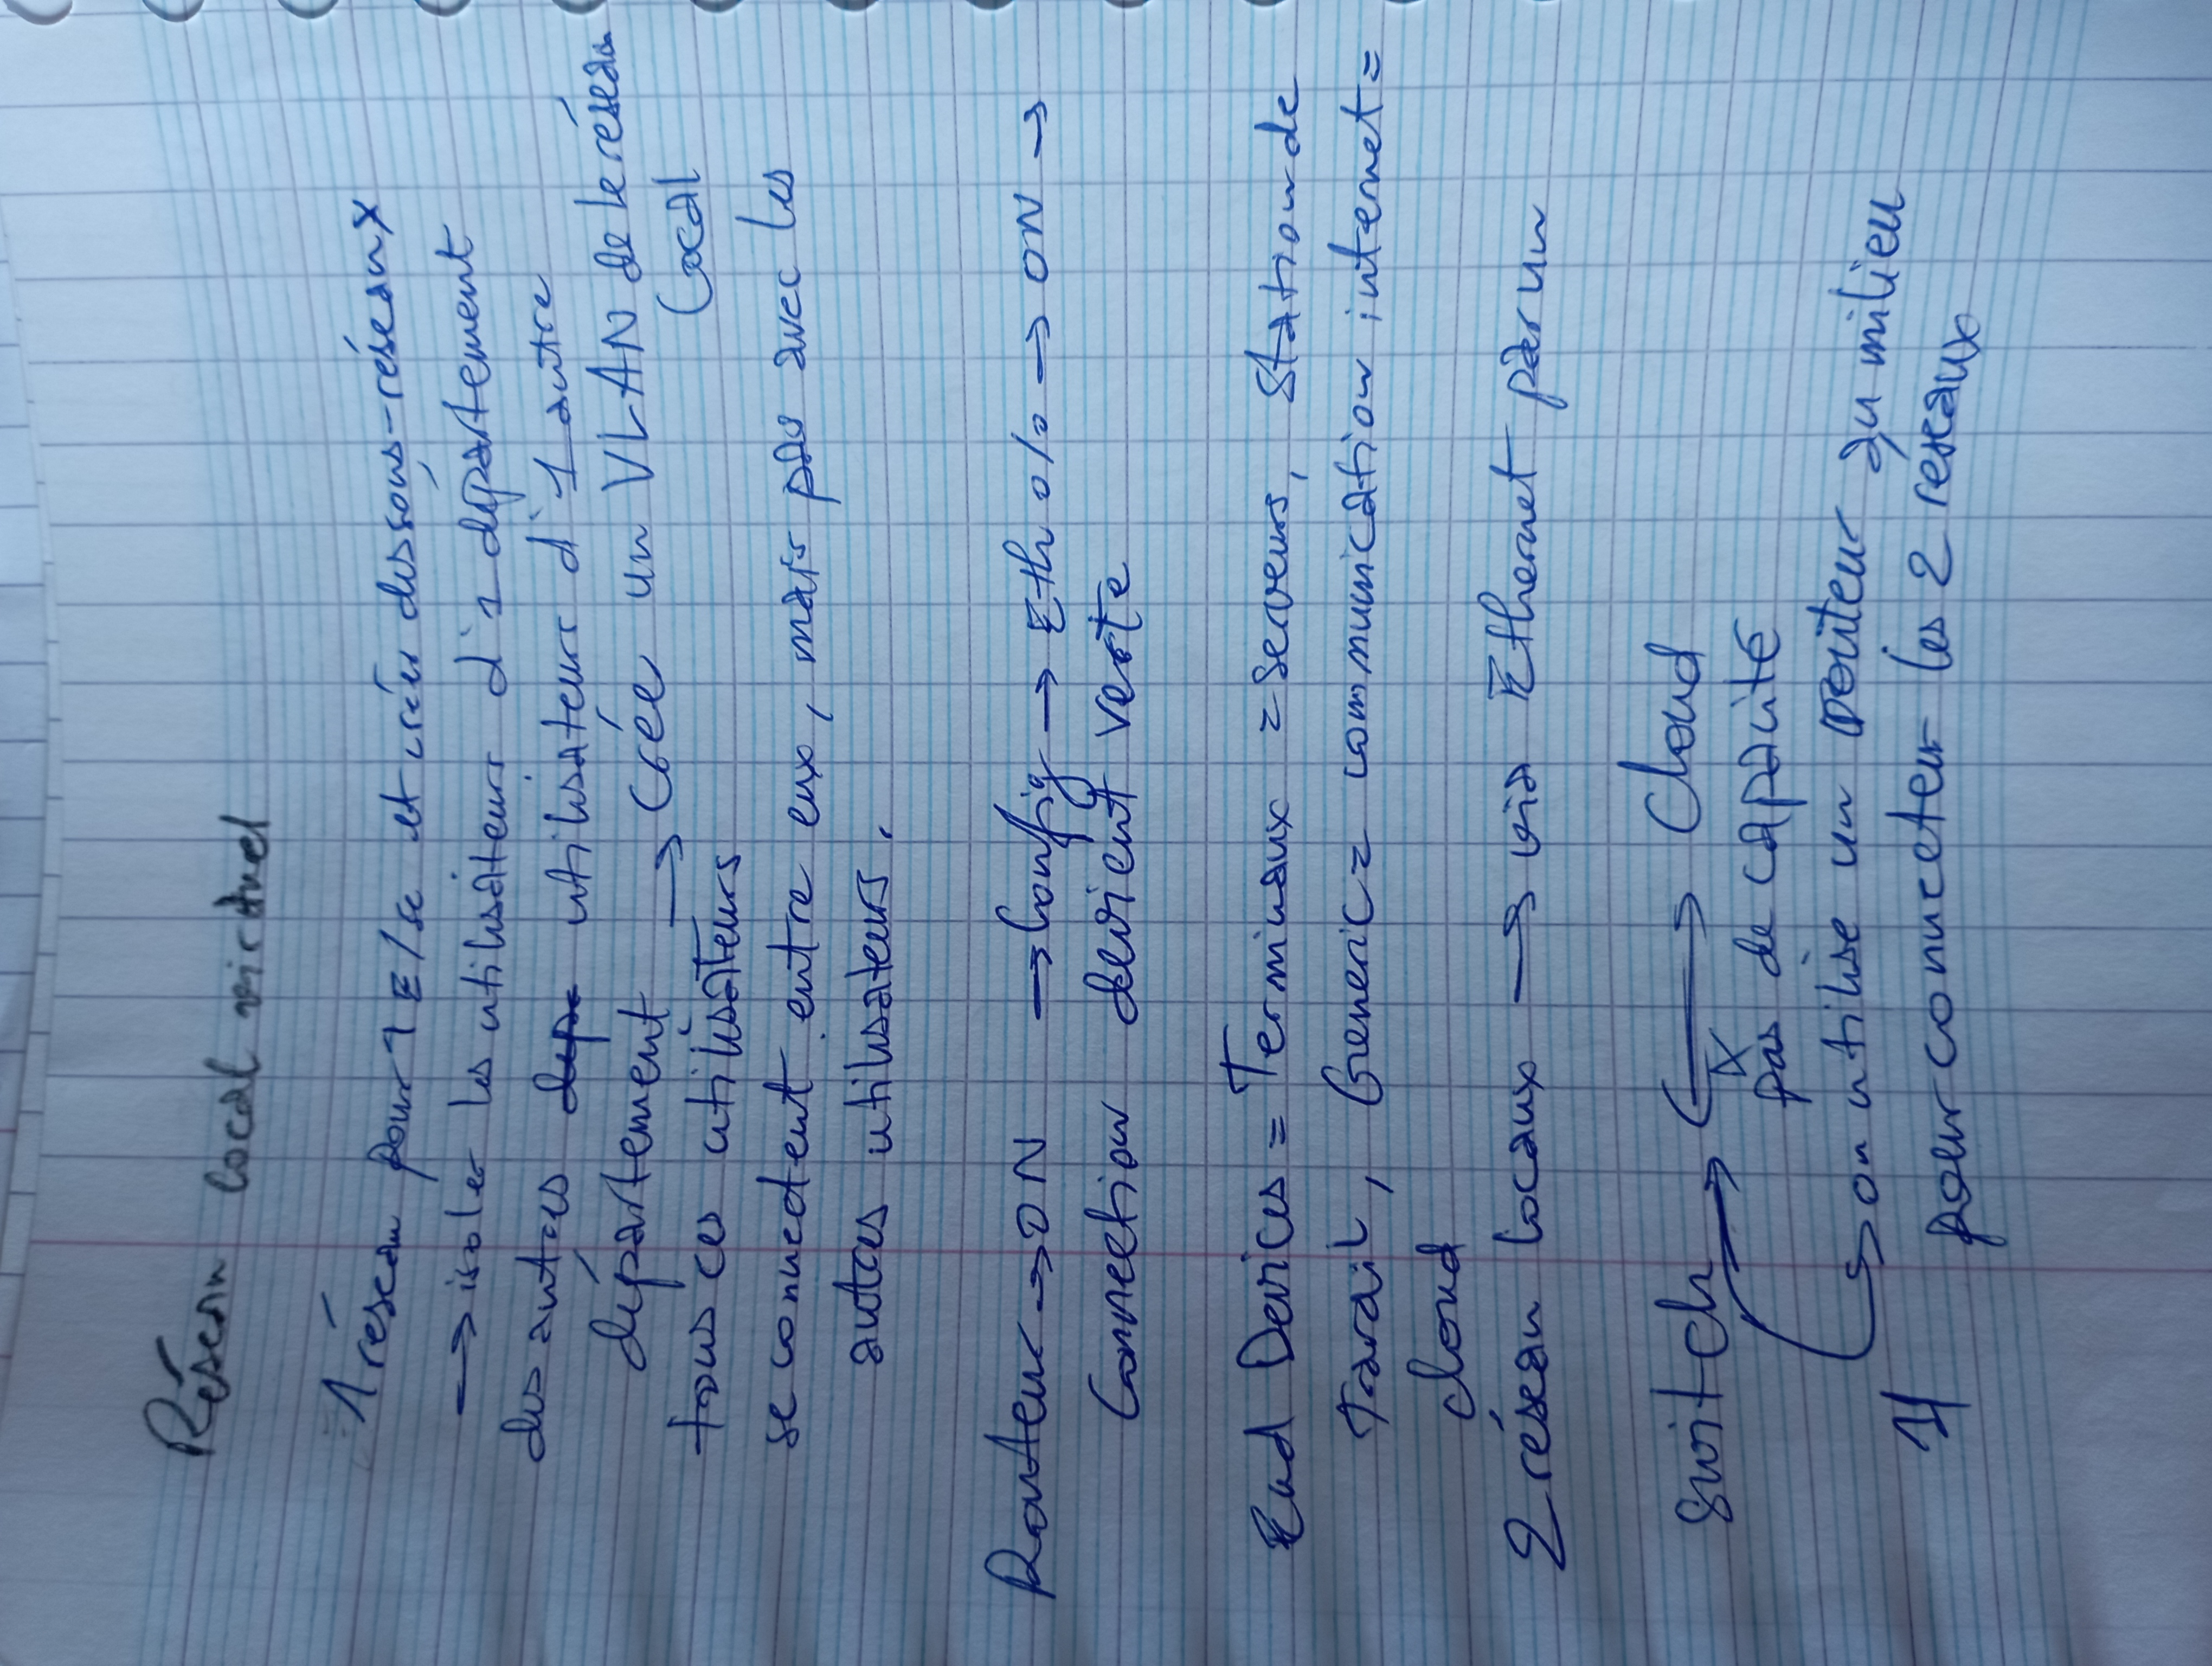 Réseau local virtuel
1 réseau pour 1 E/se et créer des sous-réseaux
→ isoler les utilisateurs d'1 département
des autres utilisateurs d'1 autre
département → Créer un VLAN de le réseau
local
tous ces utilisateurs
se connectent entre eux, mais pas avec les
autres utilisateurs.
Routeur → ON → Config → Eth 0/0 → ON →
Connection devient verte
End Devices = Terminaux = serveurs, Station de
Travail, Generic = communication internet =
cloud
2 réseau locaux → via Ethernet par un
switch → → Cloud
pas de capacité
→ on utilise un routeur au milieu
pour connecter les 2 réseaux
1/